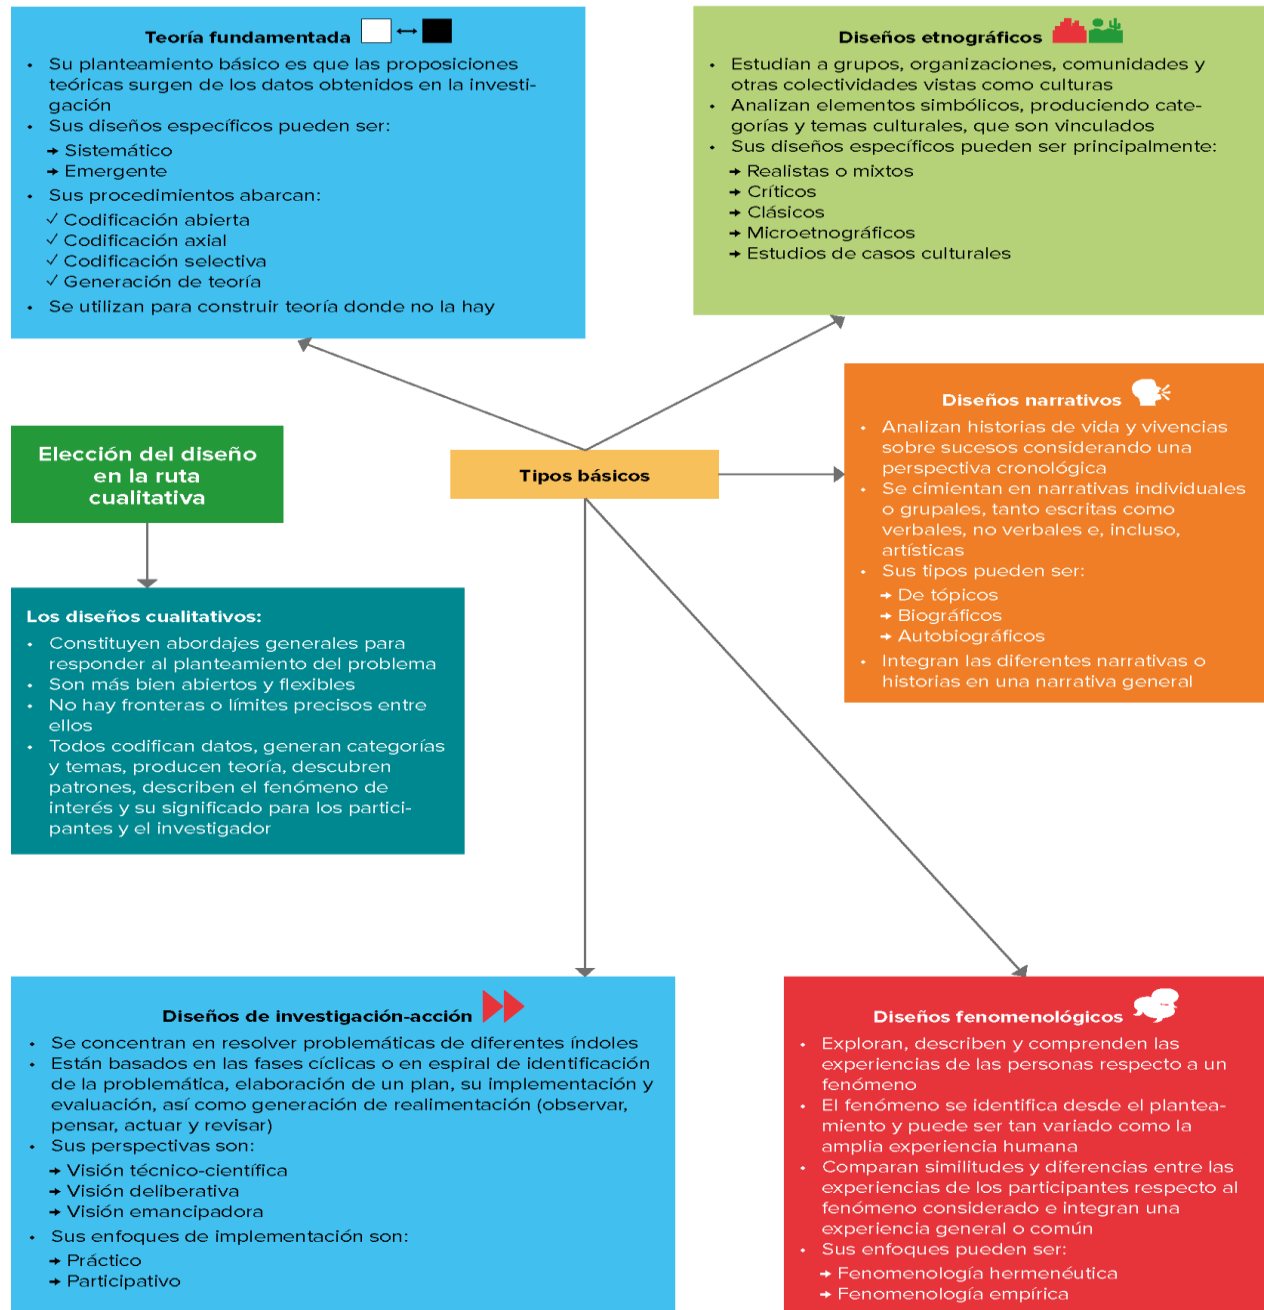 Teoría fundamentada
• Su planteamiento básico es que las proposiciones
teóricas surgen de los datos obtenidos en la investi-
gación
• Sus diseños específicos pueden ser:
→ Sistemático
→ Emergente
• Sus procedimientos abarcan:
✓ Codificación abierta
✓ Codificación axial
✓ Codificación selectiva
✓ Generación de teoría
• Se utilizan para construir teoría donde no la hay
Diseños etnográficos
• Estudian a grupos, organizaciones, comunidades y
otras colectividades vistas como culturas
• Analizan elementos simbólicos, produciendo cate-
gorías y temas culturales, que son vinculados
• Sus diseños específicos pueden ser principalmente:
→ Realistas o mixtos
→ Críticos
→ Clásicos
→ Microetnográficos
→ Estudios de casos culturales
Elección del diseño
en la ruta
cualitativa
Tipos básicos
Diseños narrativos
• Analizan historias de vida y vivencias
sobre sucesos considerando una
perspectiva cronológica
• Se cimientan en narrativas individuales
o grupales, tanto escritas como
verbales, no verbales e, incluso,
artísticas
• Sus tipos pueden ser:
→ De tópicos
→ Biográficos
→ Autobiográficos
• Integran las diferentes narrativas o
historias en una narrativa general
Los diseños cualitativos:
• Constituyen abordajes generales para
responder al planteamiento del problema
• Son más bien abiertos y flexibles
• No hay fronteras o límites precisos entre
ellos
• Todos codifican datos, generan categorías
y temas, producen teoría, descubren
patrones, describen el fenómeno de
interés y su significado para los partici-
pantes y el investigador
Diseños de investigación-acción
• Se concentran en resolver problemáticas de diferentes índoles
• Están basados en las fases cíclicas o en espiral de identificación
de la problemática, elaboración de un plan, su implementación y
evaluación, así como generación de realimentación (observar,
pensar, actuar y revisar)
• Sus perspectivas son:
→ Visión técnico-científica
→ Visión deliberativa
→ Visión emancipadora
• Sus enfoques de implementación son:
→ Práctico
→ Participativo
Diseños fenomenológicos
• Exploran, describen y comprenden las
experiencias de las personas respecto a un
fenómeno
• El fenómeno se identifica desde el plantea-
miento y puede ser tan variado como la
amplia experiencia humana
• Comparan similitudes y diferencias entre las
experiencias de los participantes respecto al
fenómeno considerado e integran una
experiencia general o común
• Sus enfoques pueden ser:
→ Fenomenología hermenéutica
→ Fenomenología empírica